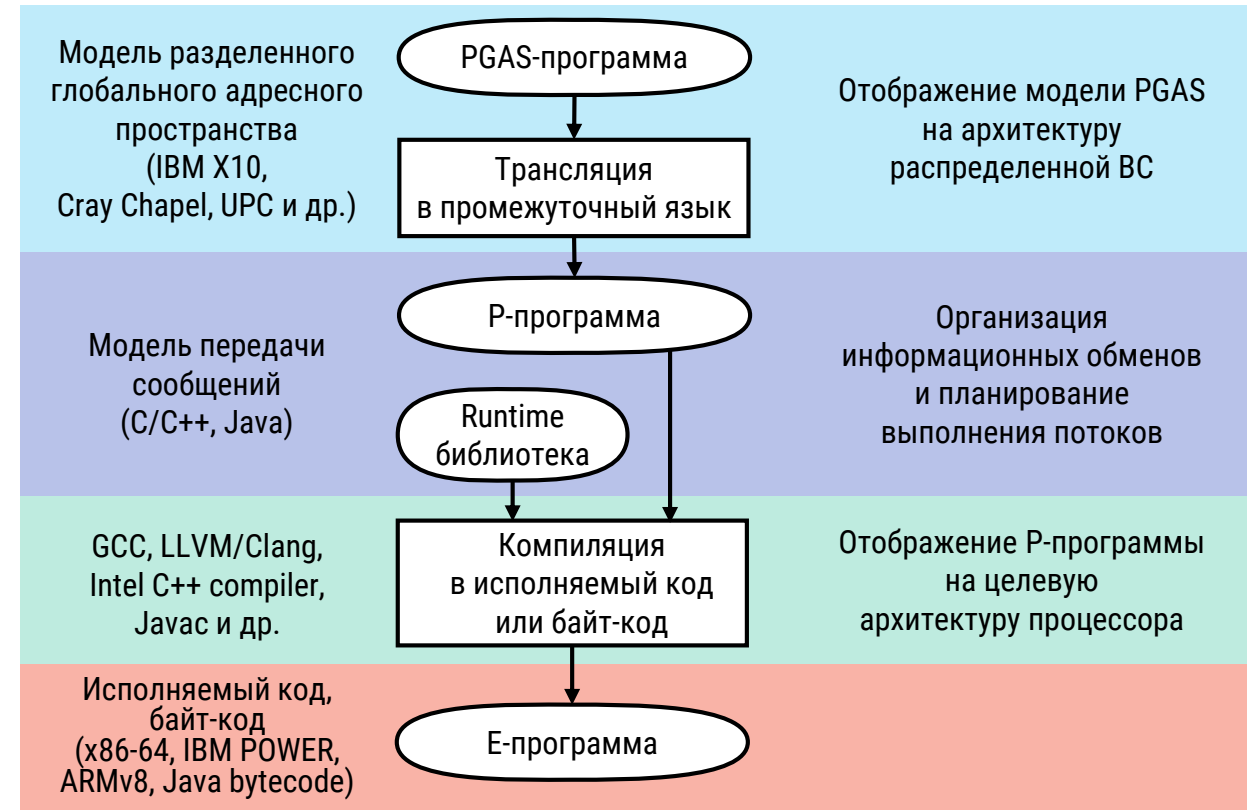 Модель разделенного
глобального адресного
пространства
(IBM X10,
Cray Chapel, UPC и др.)
PGAS-программа
Трансляция
в промежуточный язык
Отображение модели PGAS
на архитектуру
распределенной ВС
Модель передачи
сообщений
(C/C++, Java)
P-программа
Runtime
библиотека
Организация
информационных обменов
и планирование
выполнения потоков
GCC, LLVM/Clang,
Intel C++ compiler,
Javac и др.
Компиляция
в исполняемый код
или байт-код
Отображение P-программы
на целевую
архитектуру процессора
Исполняемый код,
байт-код
(x86-64, IBM POWER,
ARMv8, Java bytecode)
E-программа